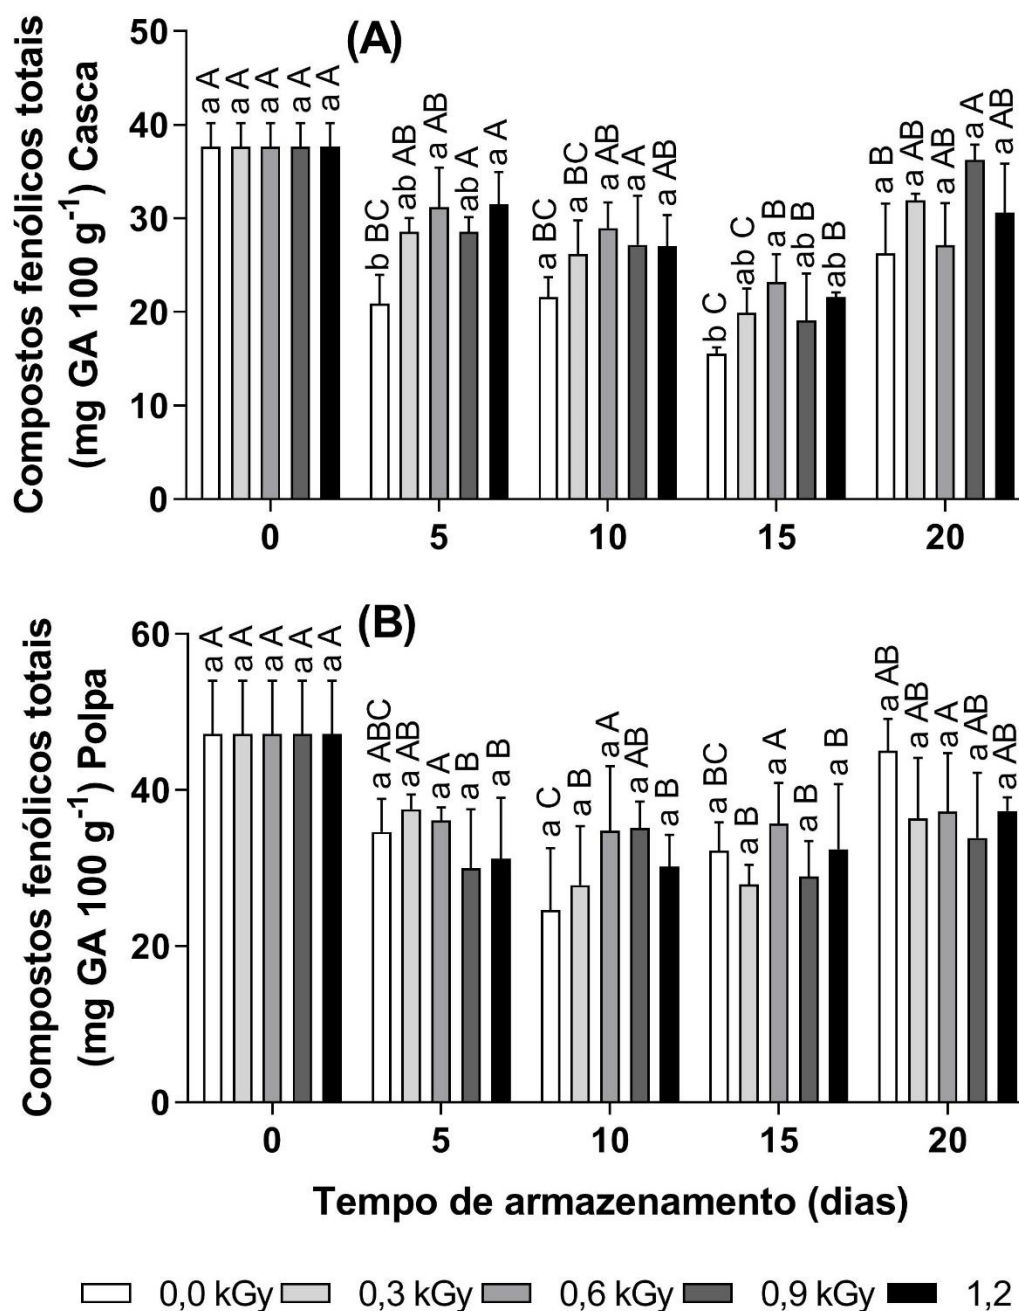 Compostos fenólicos totais
(mg GA 100 g⁻¹) Casca
(A)
50
40
30
20
10
0
a A a A a A a A a A
b BC ab AB a AB ab A a A
a BC a BC a AB a A a AB
b C ab C a B ab B ab B
a B a AB a AB a A a AB
0 5 10 15 20
Compostos fenólicos totais
(mg GA 100 g⁻¹) Polpa
(B)
60
40
20
0
a A a A a A a A a A
a ABC a AB a A a B a B
a C a B a A a AB a B
a BC a B a A a B a B
a AB a AB a A a AB a AB
0 5 10 15 20
Tempo de armazenamento (dias)
0,0 kGy 0,3 kGy 0,6 kGy 0,9 kGy 1,2